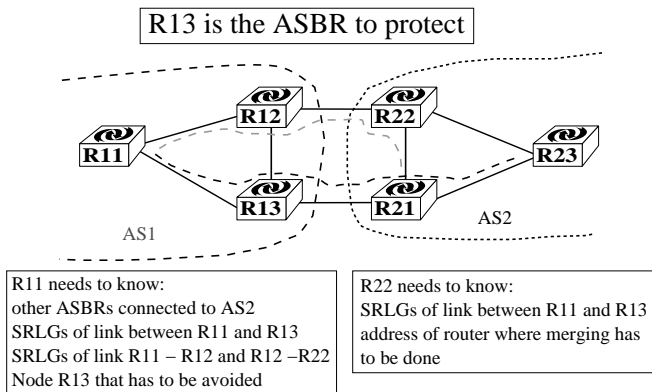 R13 is the ASBR to protect
R12
R22
R11
R23
R13
R21
AS1
AS2
R11 needs to know:
other ASBRs connected to AS2
SRLGs of link between R11 and R13
SRLGs of link R11 – R12 and R12 –R22
Node R13 that has to be avoided
R22 needs to know:
SRLGs of link between R11 and R13
address of router where merging has
to be done